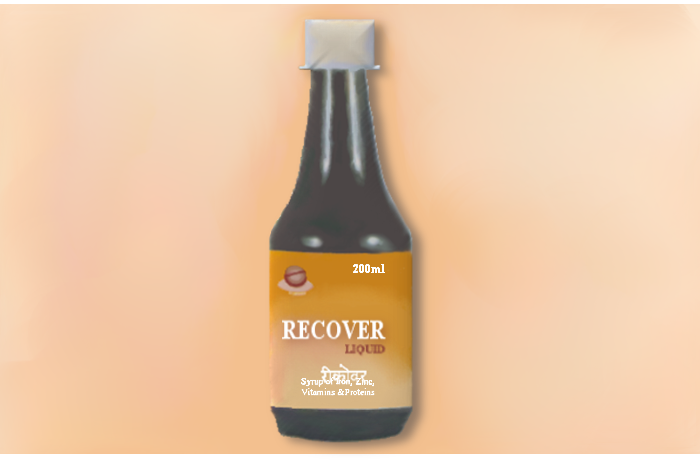 200ml
RECOVER
LIQUID
रीकोवर
Syrup of Iron, Zinc,
Vitamins & Proteins